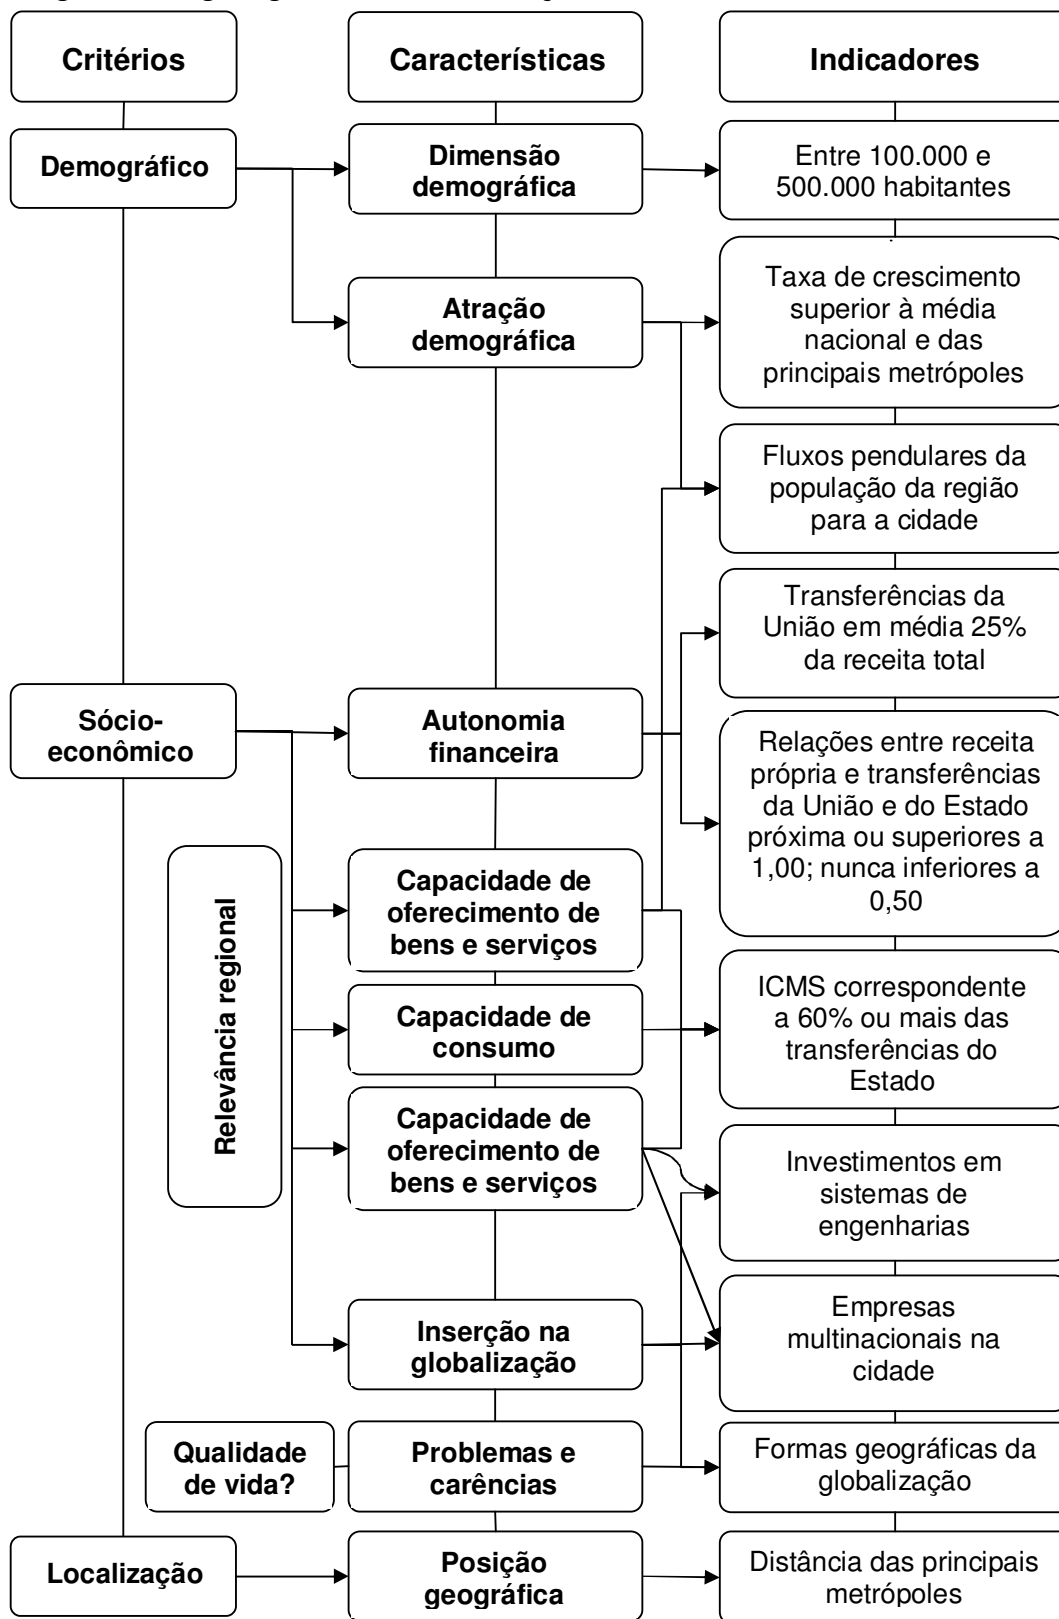 Critérios
Características
Indicadores
Demográfico
Dimensão
demográfica
Entre 100.000 e
500.000 habitantes
Atração
demográfica
Taxa de crescimento
superior à média
nacional e das
principais metrópoles
Fluxos pendulares da
população da região
para a cidade
Transferências da
União em média 25%
da receita total
Sócio-
econômico
Autonomia
financeira
Relações entre receita
própria e transferências
da União e do Estado
próxima ou superiores a
1,00; nunca inferiores a
0,50
Relevância regional
Capacidade de
oferecimento de
bens e serviços
Capacidade de
consumo
ICMS correspondente
a 60% ou mais das
transferências do
Estado
Capacidade de
oferecimento de
bens e serviços
Investimentos em
sistemas de
engenharias
Inserção na
globalização
Empresas
multinacionais na
cidade
Qualidade
de vida?
Problemas e
carências
Formas geográficas da
globalização
Localização
Posição
geográfica
Distância das principais
metrópoles